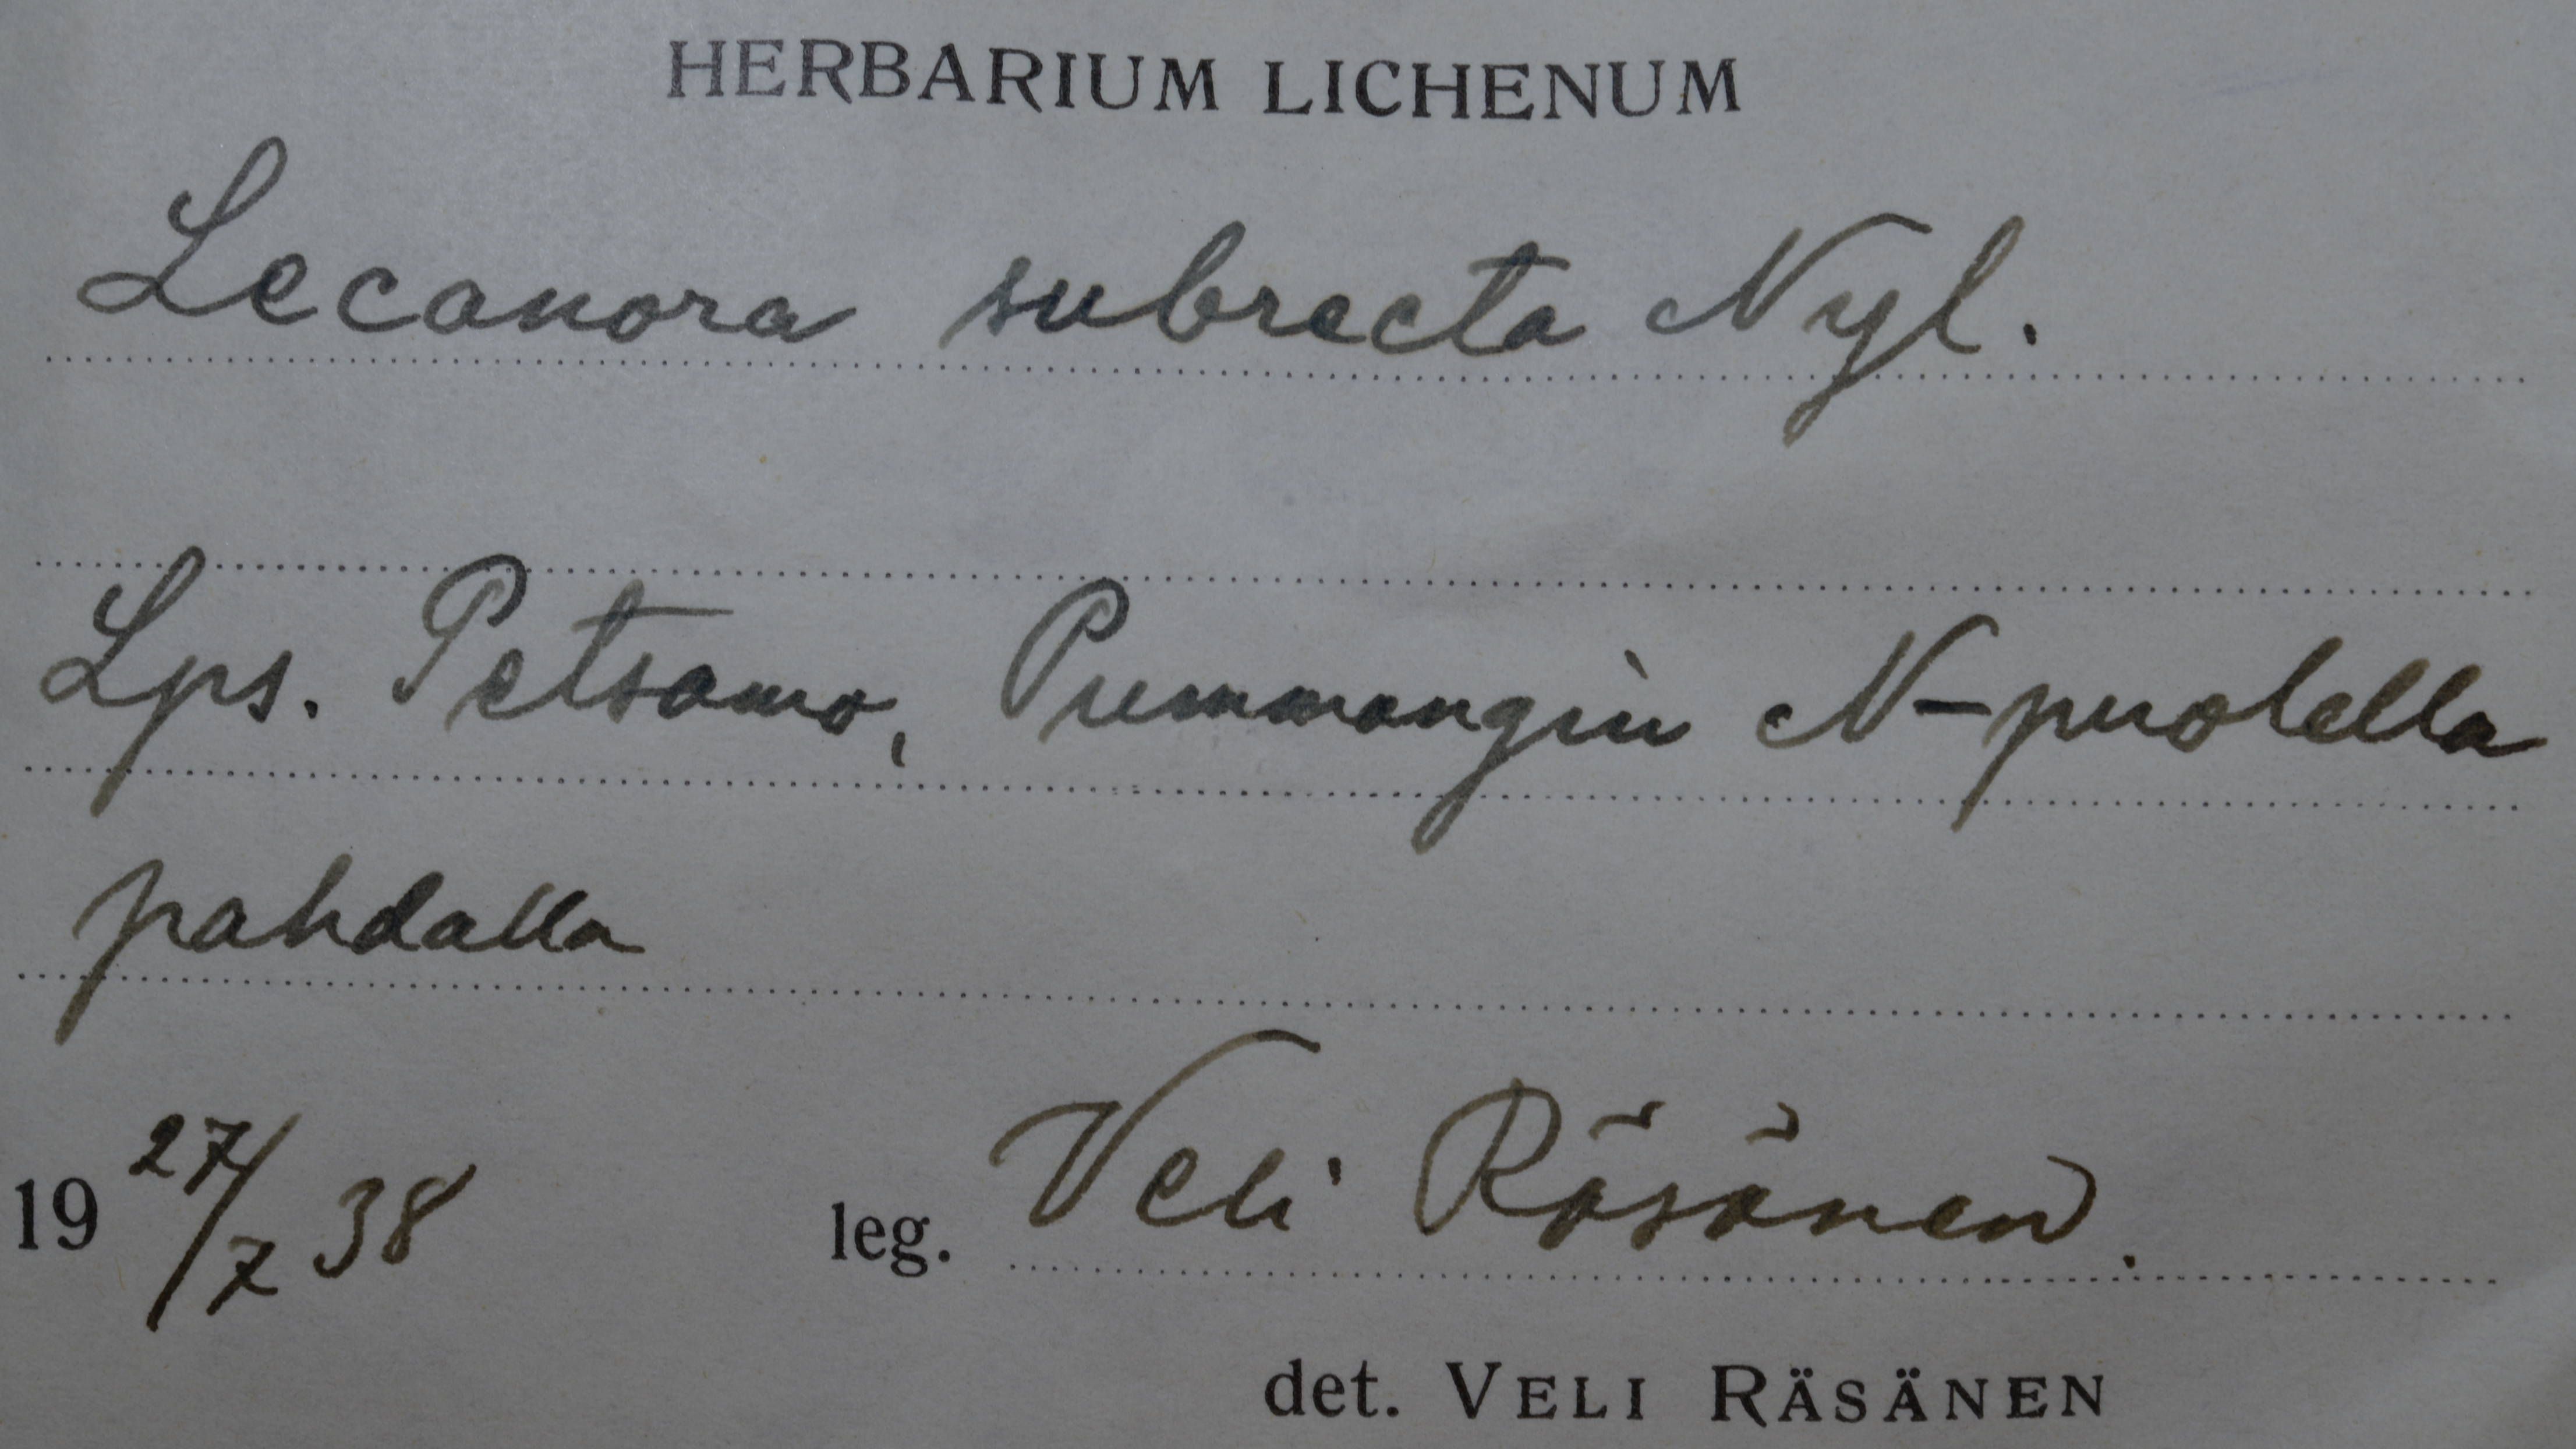 HERBARIUM LICHENUM
Lecanora subrecta Nyl.
Lps. Petsamo, Pummangin N-puolella
pahdalla
19 27/7 38 leg. Veli Räsänen.
det. VELI RÄSÄNEN